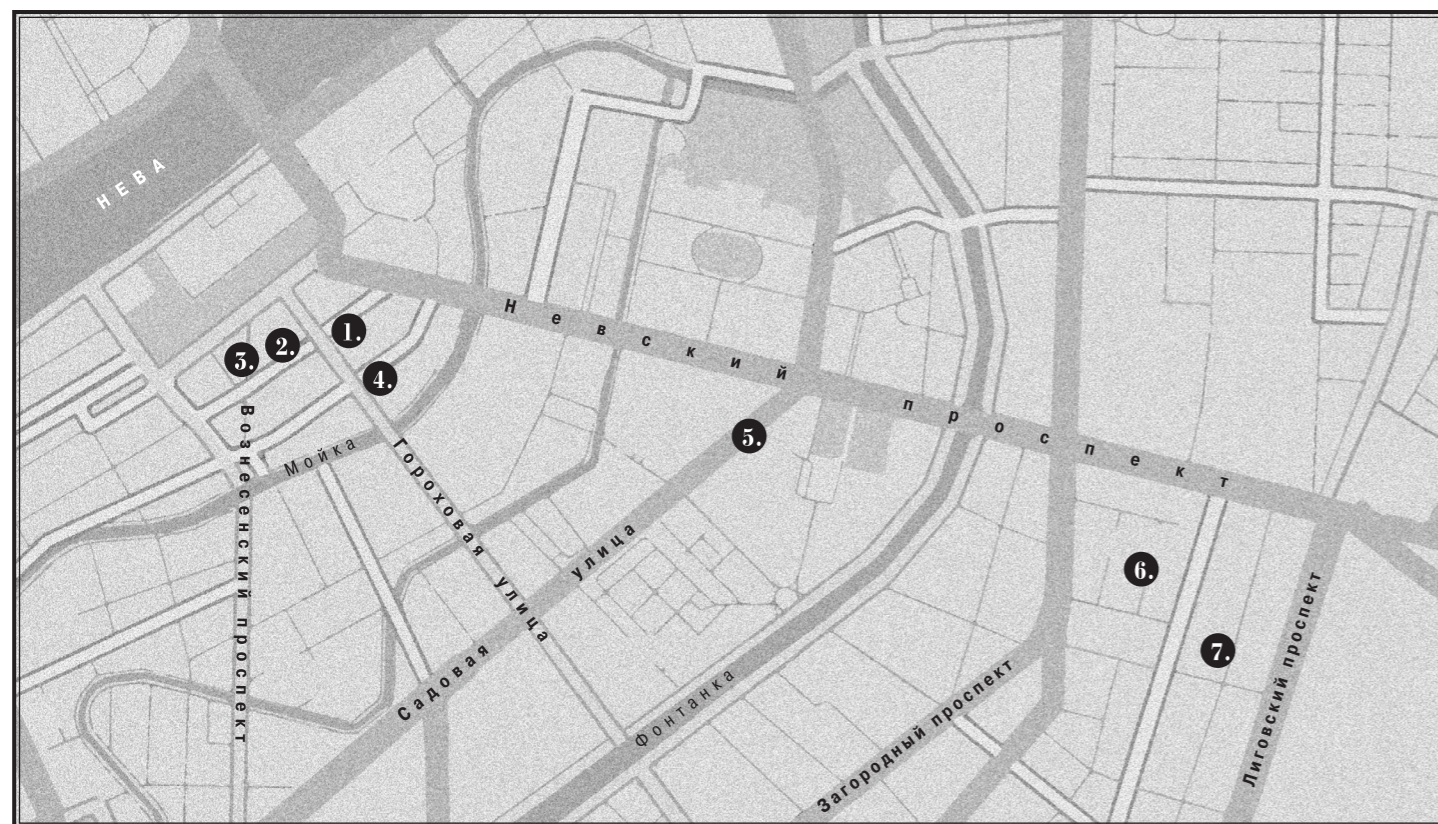 НЕВА
Невский проспект
1.
2.
3.
4.
Вознесенский проспект
Мойка
Гороховая улица
5.
Садовая улица
6.
7.
Фонтанка
Загородный проспект
Лиговский проспект